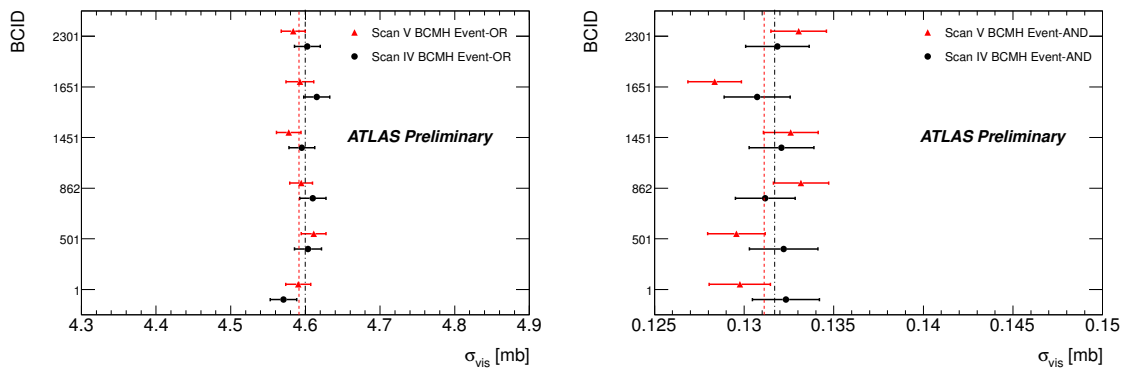 BCID
2301
1651
1451
862
501
1
Scan V BCMH Event-OR
Scan IV BCMH Event-OR
ATLAS Preliminary
4.3 4.4 4.5 4.6 4.7 4.8 4.9
σvis [mb]
BCID
2301
1651
1451
862
501
1
Scan V BCMH Event-AND
Scan IV BCMH Event-AND
ATLAS Preliminary
0.125 0.13 0.135 0.14 0.145 0.15
σvis [mb]